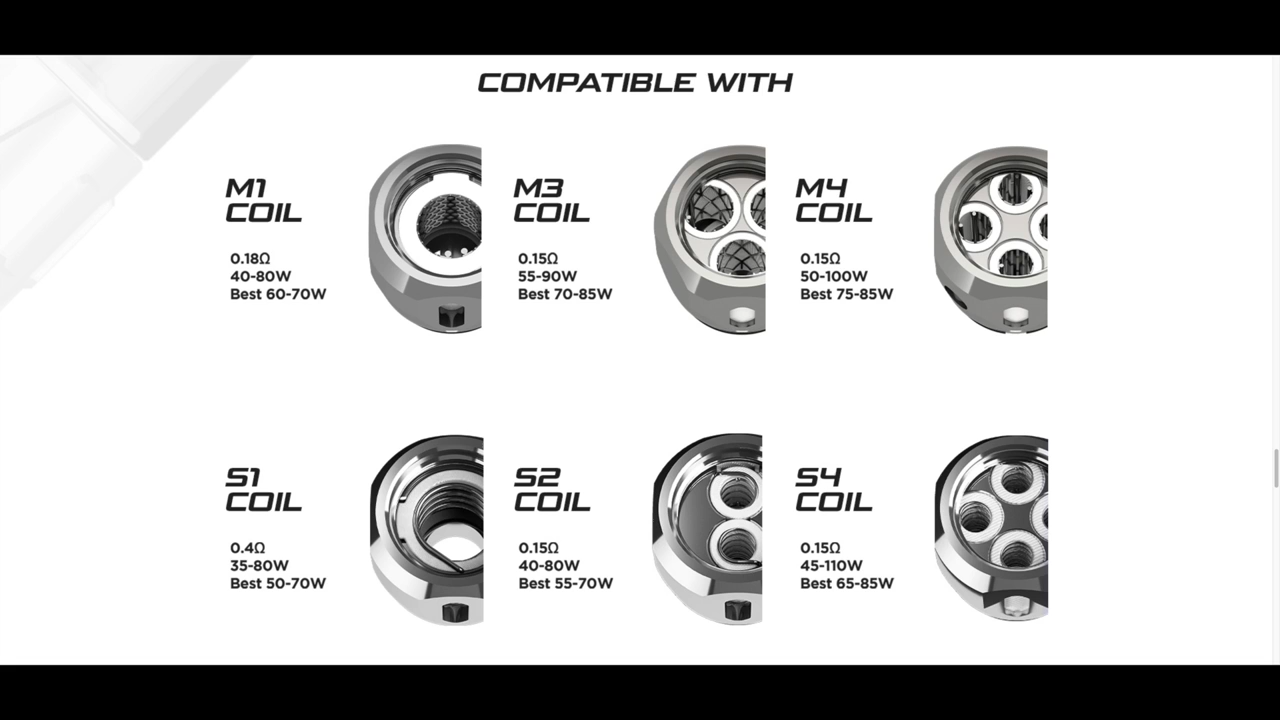 COMPATIBLE WITH
M1
COIL
0.18Ω
40-80W
Best 60-70W
M3
COIL
0.15Ω
55-90W
Best 70-85W
M4
COIL
0.15Ω
50-100W
Best 75-85W
S1
COIL
0.4Ω
35-80W
Best 50-70W
S2
COIL
0.15Ω
40-80W
Best 55-70W
S4
COIL
0.15Ω
45-110W
Best 65-85W